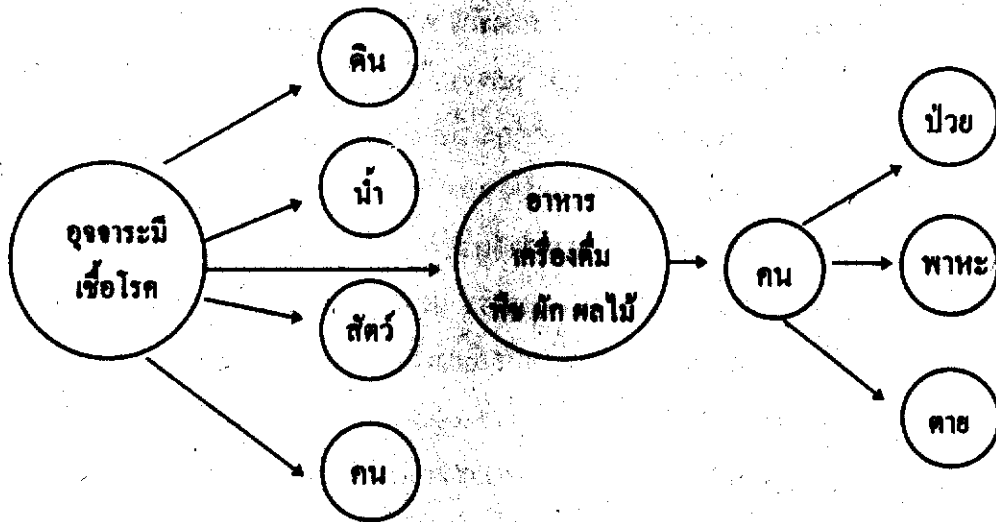 ดิน
น้ำ
อุจจาระมี
เชื้อโรค
สัตว์
คน
อาหาร
เครื่องดื่ม
พืช ผัก ผลไม้
คน
ป่วย
พาหะ
ตาย